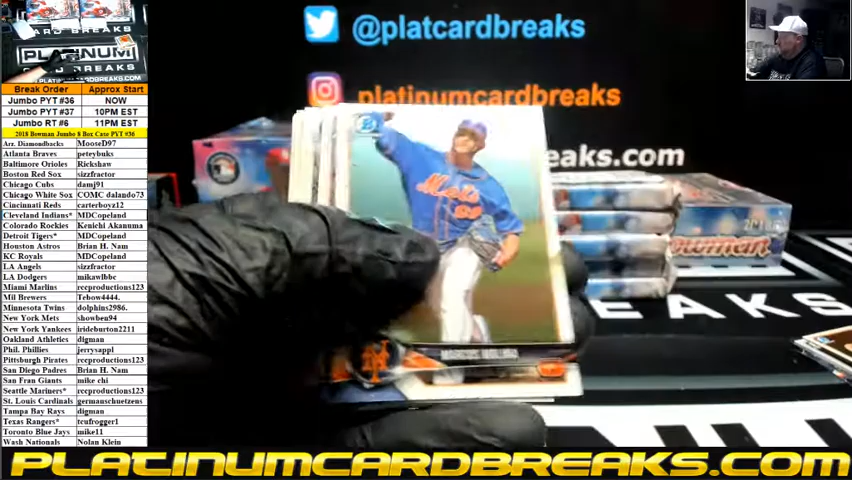 CARD BREAKS
PLATINUM
CARD BREAKS
@platcardbreaks
platinumcardbreaks
eaks.com
Break Order Approx Start
Jumbo PYT #36 NOW
Jumbo PYT #37 10PM EST
Jumbo RT #6 11PM EST
2018 Bowman Jumbo 8 Box Case PYT #36
Arz. Diamondbacks MooseD97
Atlanta Braves peteybuks
Baltimore Orioles Rickshaw
Boston Red Sox sizzfractor
Chicago Cubs damj91
Chicago White Sox COMC dalando73
Cincinnati Reds carterboyz12
Cleveland Indians* MDCopeland
Colorado Rockies Kenichi Akanuma
Detroit Tigers* MDCopeland
Houston Astros Brian H. Nam
KC Royals MDCopeland
LA Angels sizzfractor
LA Dodgers mikawlbbc
Miami Marlins rccproductions123
Mil Brewers Tebow4444.
Minnesota Twins dolphins2986.
New York Mets showben94
New York Yankees irideburton2211
Oakland Athletics digman
Phil. Phillies jerrysappl
Pittsburgh Pirates rccproductions123
San Diego Padres Brian H. Nam
San Fran Giants mike chi
Seattle Mariners* rccproductions123
St. Louis Cardinals germanschuetzens
Tampa Bay Rays digman
Texas Rangers* tcufrogger1
Toronto Blue Jays mike11
Wash Nationals Nolan Klein
Mets
Bowman
EAKS
PLATINUMCARDBREAKS.COM